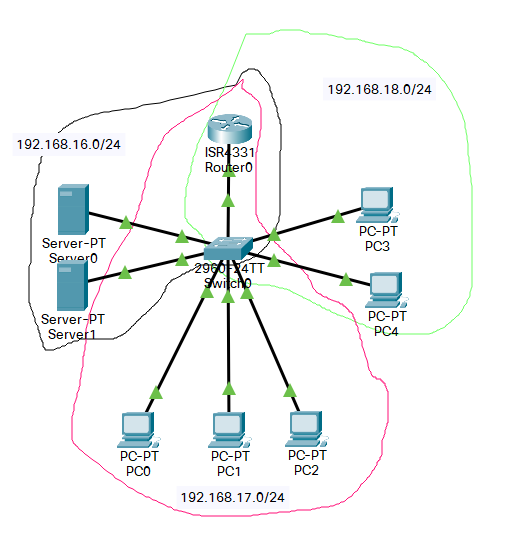 192.168.18.0/24
192.168.16.0/24
ISR4331
Router0
Server-PT
Server0
PC-PT
PC3
2960-24TT
Switch0
Server-PT
Server1
PC-PT
PC4
PC-PT
PC0
PC-PT
PC1
PC-PT
PC2
192.168.17.0/24